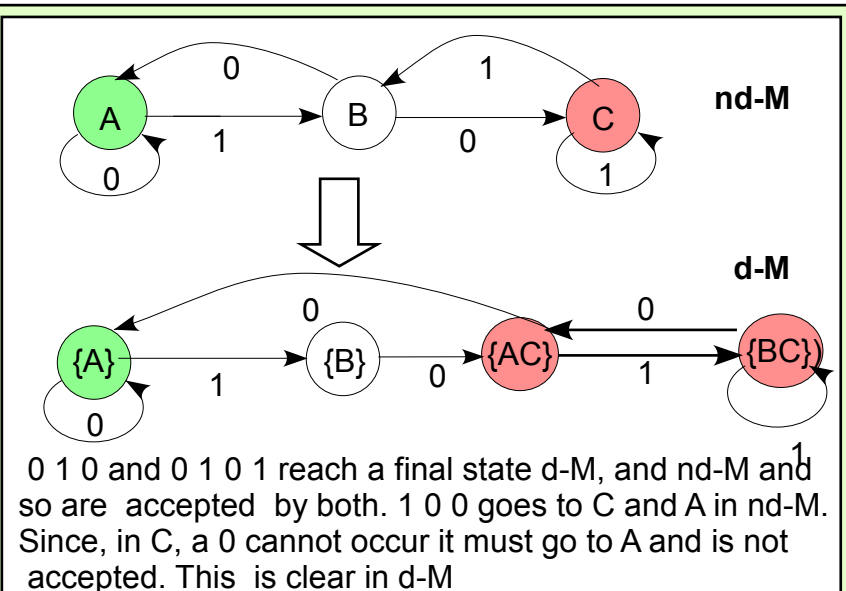 0
1
nd-M
A
B
C
1
0
0
1
d-M
0
0
{A}
{B}
{AC}
{BC})
1
0
1
0
1
0 1 0 and 0 1 0 1 reach a final state d-M, and nd-M and
so are accepted by both. 1 0 0 goes to C and A in nd-M.
Since, in C, a 0 cannot occur it must go to A and is not
accepted. This is clear in d-M